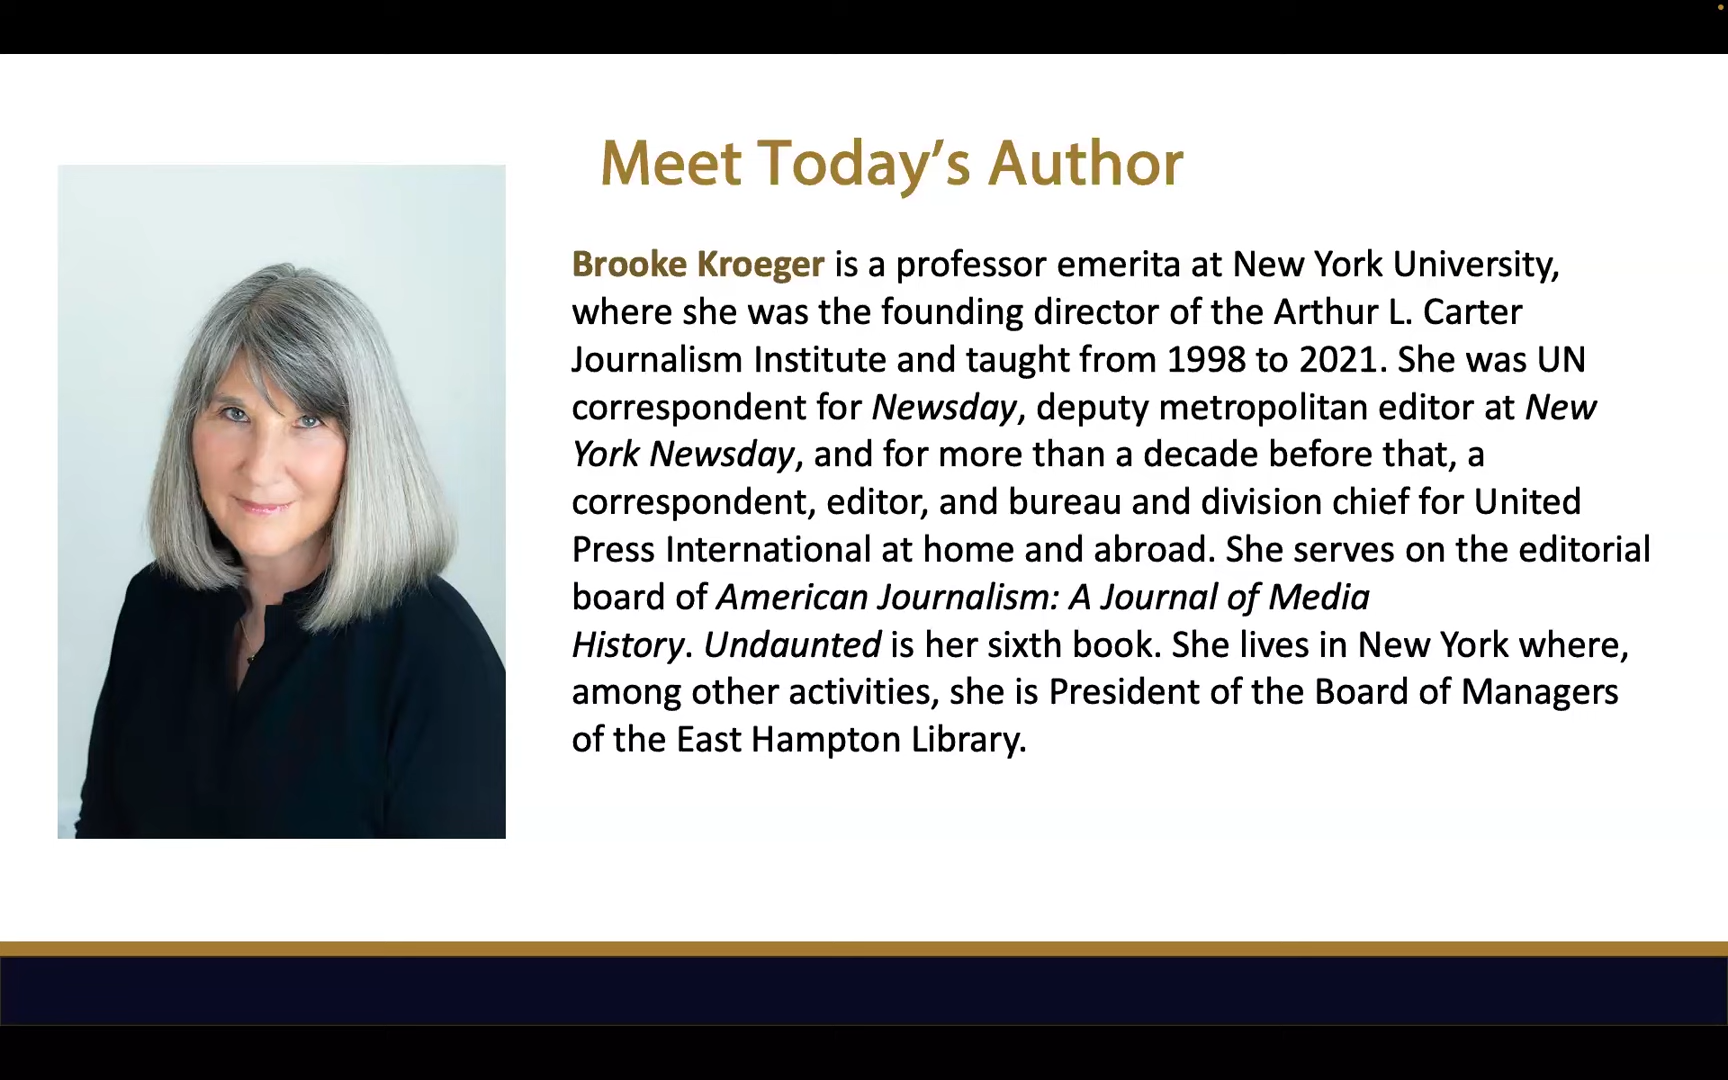 Meet Today’s Author
Brooke Kroeger is a professor emerita at New York University,
where she was the founding director of the Arthur L. Carter
Journalism Institute and taught from 1998 to 2021. She was UN
correspondent for Newsday, deputy metropolitan editor at New
York Newsday, and for more than a decade before that, a
correspondent, editor, and bureau and division chief for United
Press International at home and abroad. She serves on the editorial
board of American Journalism: A Journal of Media
History. Undaunted is her sixth book. She lives in New York where,
among other activities, she is President of the Board of Managers
of the East Hampton Library.